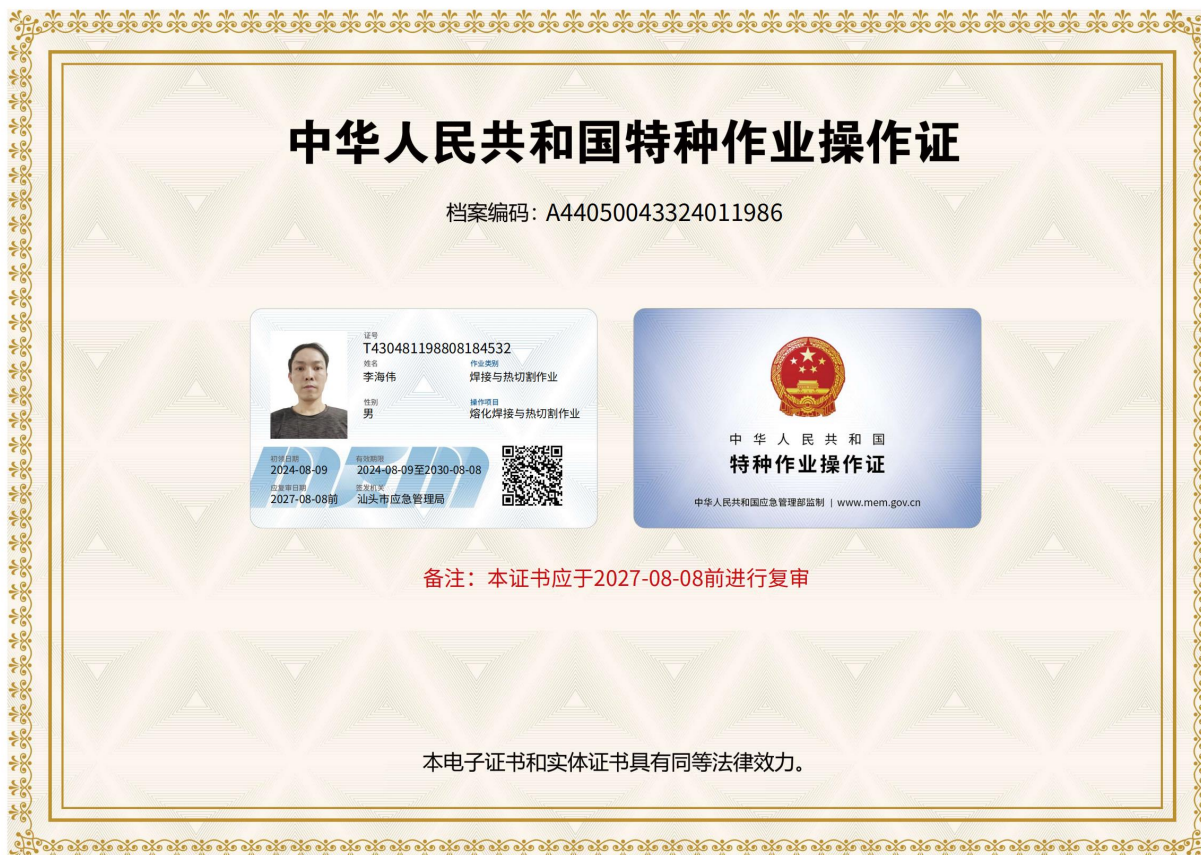 中华人民共和国特种作业操作证
档案编码：A44050043324011986
证号
T430481198808184532
姓名 作业类别
李海伟 焊接与热切割作业
性别 操作项目
男 熔化焊接与热切割作业
初领日期 有效期限
2024-08-09 2024-08-09至2030-08-08
应复审日期 签发机关
2027-08-08前 汕头市应急管理局
中华人民共和国
特种作业操作证
中华人民共和国应急管理部监制 | www.mem.gov.cn
备注：本证书应于2027-08-08前进行复审
本电子证书和实体证书具有同等法律效力。